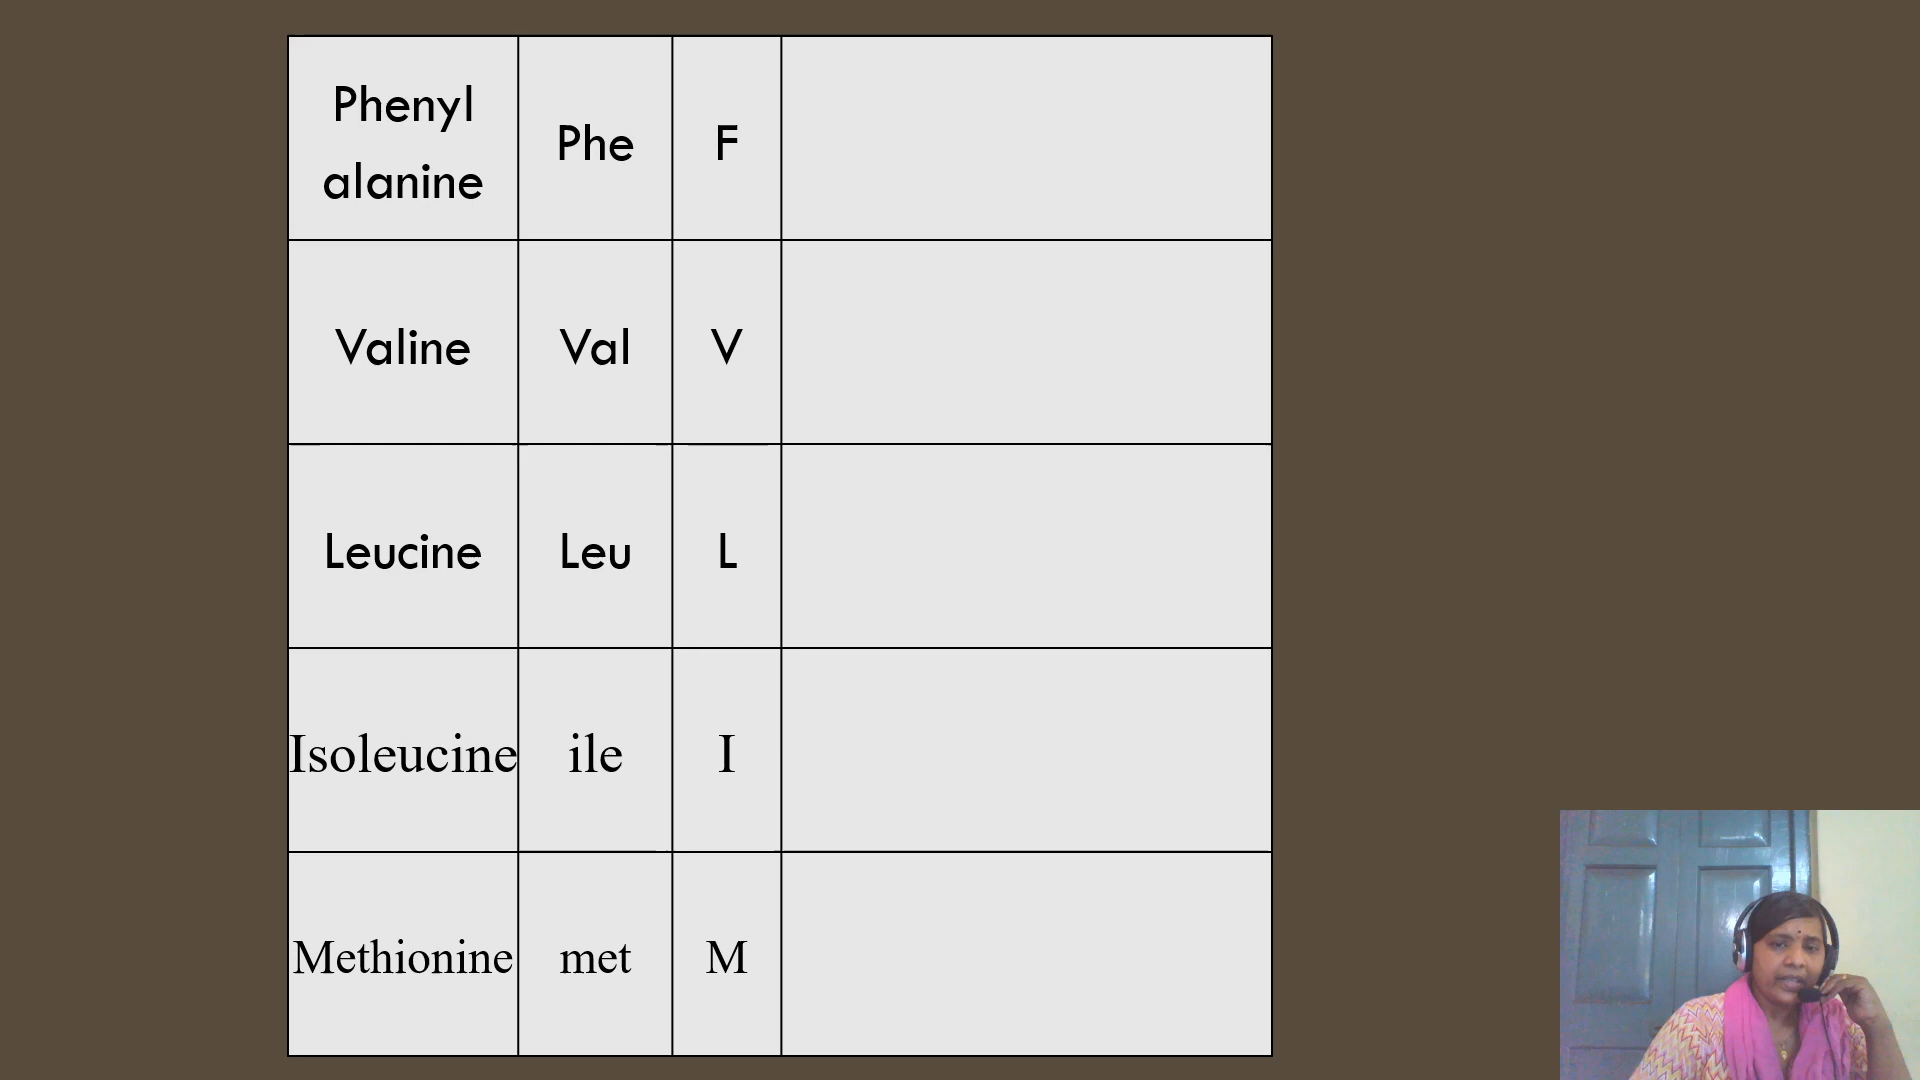 Phenyl
alanine
Phe
F
Valine
Val
V
Leucine
Leu
L
Isoleucine
ile
I
Methionine
met
M